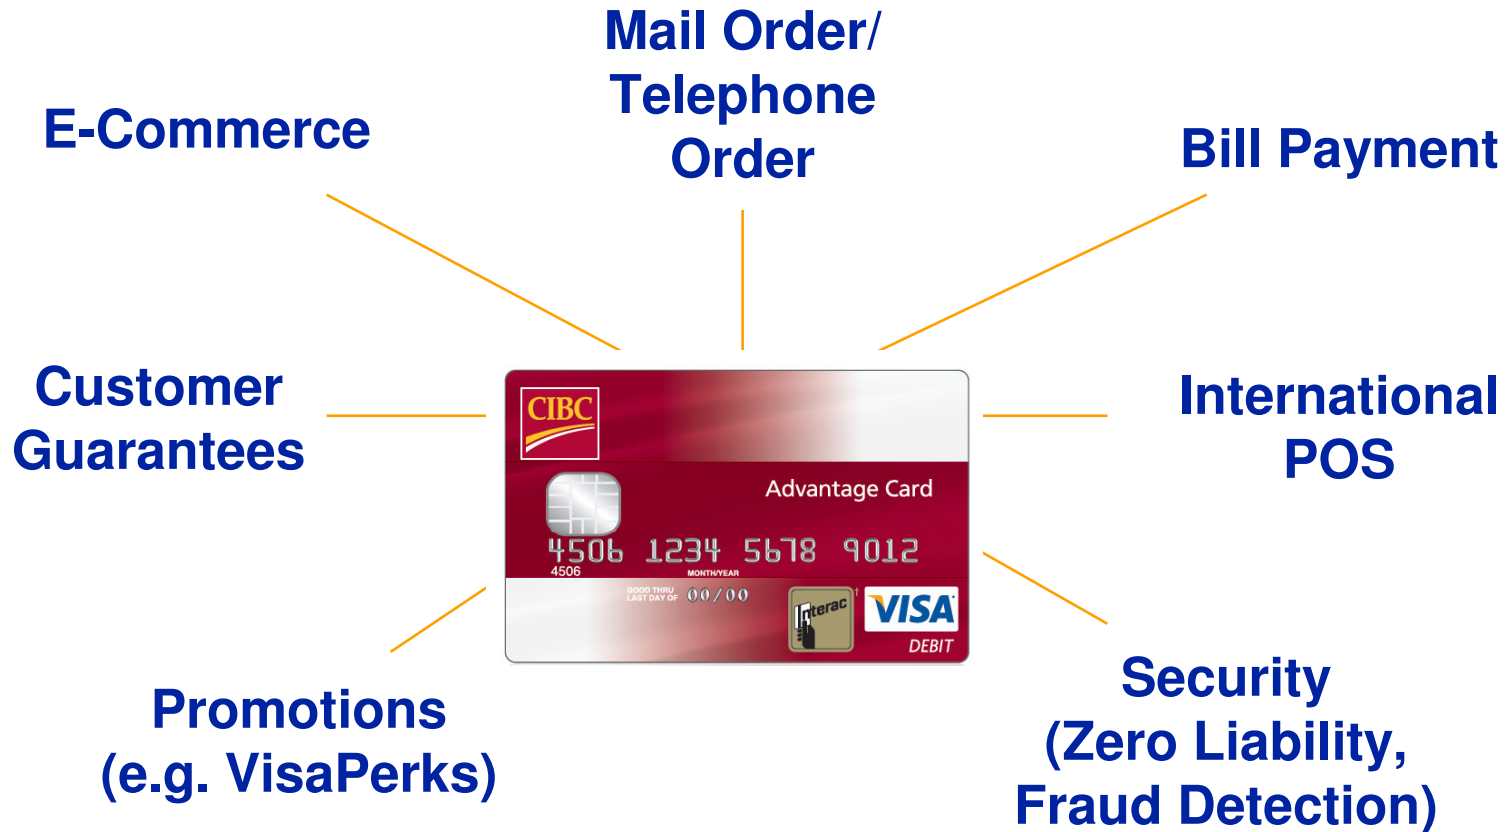 Mail Order/
Telephone
Order
E-Commerce
Bill Payment
Customer
Guarantees
International
POS
CIBC
Advantage Card
4506 1234 5678 9012
4506
MONTH/YEAR
GOOD THRU
LAST DAY OF 00/00
Interac †
VISA
DEBIT
Promotions
(e.g. VisaPerks)
Security
(Zero Liability,
Fraud Detection)